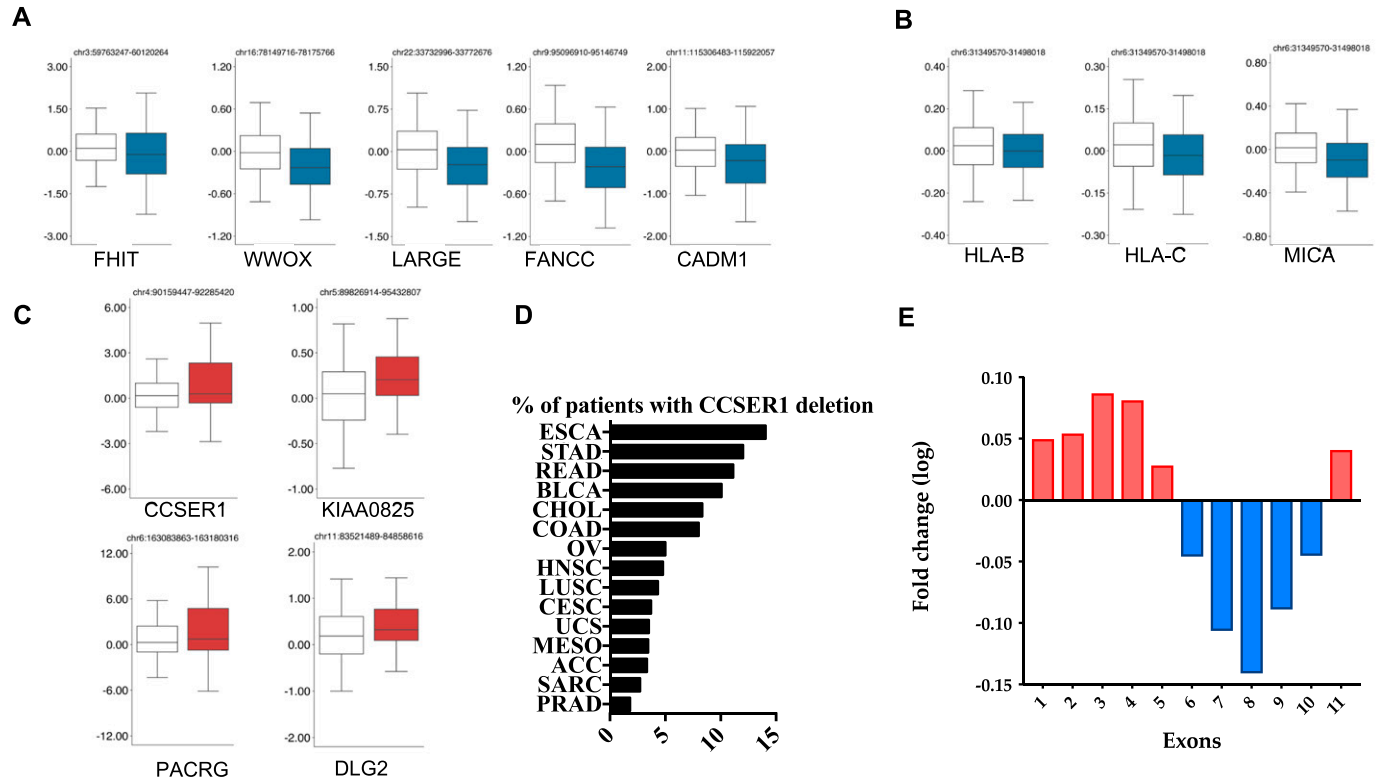 A
chr3:59763247-60120264
3.00
1.50
0.00
-1.50
-3.00
FHIT
chr16:78149716-78175766
1.20
0.60
0.00
-0.60
-1.20
WWOX
chr22:33732996-33772676
1.50
0.75
0.00
-0.75
-1.50
LARGE
chr9:95096910-95146749
1.20
0.60
0.00
-0.60
-1.20
FANCC
chr11:115306483-115922057
2.00
1.00
0.00
-1.00
-2.00
CADM1
B
chr6:31349570-31498018
0.40
0.20
0.00
-0.20
-0.40
HLA-B
chr6:31349570-31498018
0.30
0.15
0.00
-0.15
-0.30
HLA-C
chr6:31349570-31498018
0.80
0.40
0.00
-0.40
-0.80
MICA
C
chr4:90159447-92285420
6.00
3.00
0.00
-3.00
-6.00
CCSER1
chr5:89826914-95432807
1.00
0.50
0.00
-0.50
-1.00
KIAA0825
chr6:163083863-163180316
12.00
6.00
0.00
-6.00
-12.00
PACRG
chr11:83521489-84858616
2.00
1.00
0.00
-1.00
-2.00
DLG2
D
% of patients with CCSER1 deletion
ESCA
STAD
READ
BLCA
CHOL
COAD
OV
HNSC
LUSC
CESC
UCS
MESO
ACC
SARC
PRAD
0 5 10 15
E
Fold change (log)
0.10
0.05
0.00
-0.05
-0.10
-0.15
1 2 3 4 5 6 7 8 9 10 11
Exons